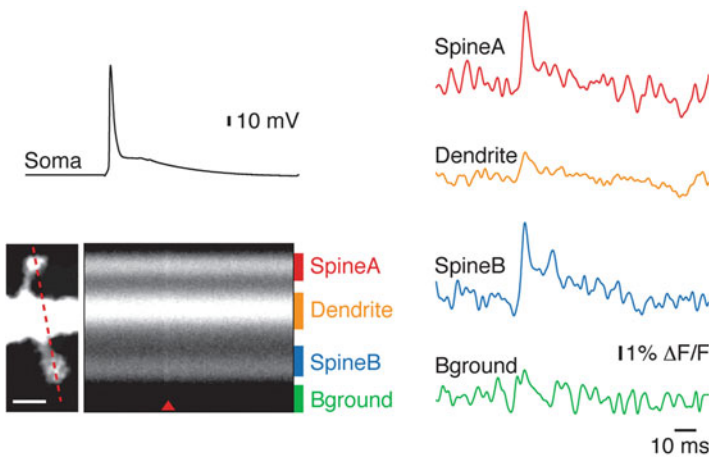 Soma
10 mV
SpineA
Dendrite
SpineB
Bground
SpineA
Dendrite
SpineB
1% ΔF/F
Bground
10 ms